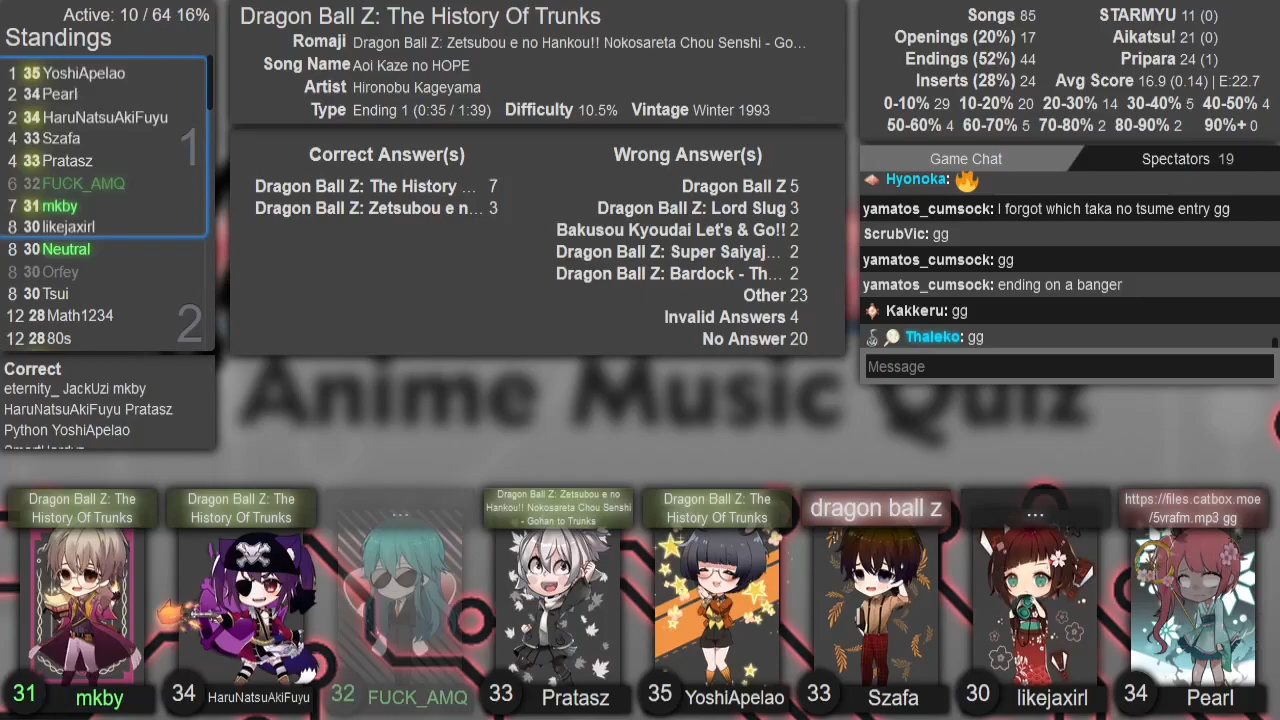 Active: 10 / 64 16%
Standings
1 35 YoshiApelao
2 34 Pearl
2 34 HaruNatsuAkiFuyu
4 33 Szafa
4 33 Pratasz
6 32 FUCK_AMQ
7 31 mkby
8 30 likejaxirl
1
8 30 Neutral
8 30 Orfey
8 30 Tsui
12 28 Math1234
12 28 80s
2
Correct
eternity_ JackUzi mkby
HaruNatsuAkiFuyu Pratasz
Python YoshiApelao
Dragon Ball Z: The History Of Trunks
Romaji Dragon Ball Z: Zetsubou e no Hankou!! Nokosareta Chou Senshi - Go...
Song Name Aoi Kaze no HOPE
Artist Hironobu Kageyama
Type Ending 1 (0:35 / 1:39) Difficulty 10.5% Vintage Winter 1993
Correct Answer(s)
Dragon Ball Z: The History ... 7
Dragon Ball Z: Zetsubou e n... 3
Wrong Answer(s)
Dragon Ball Z 5
Dragon Ball Z: Lord Slug 3
Bakusou Kyoudai Let's & Go!! 2
Dragon Ball Z: Super Saiyaj... 2
Dragon Ball Z: Bardock - Th... 2
Other 23
Invalid Answers 4
No Answer 20
Songs 85 STARMYU 11 (0)
Openings (20%) 17 Aikatsu! 21 (0)
Endings (52%) 44 Pripara 24 (1)
Inserts (28%) 24 Avg Score 16.9 (0.14) | E:22.7
0-10% 29 10-20% 20 20-30% 14 30-40% 5 40-50% 4
50-60% 4 60-70% 5 70-80% 2 80-90% 2 90%+ 0
Game Chat Spectators 19
Hyonoka: 🔥
yamatos_cumsock: I forgot which taka no tsume entry gg
ScrubVic: gg
yamatos_cumsock: gg
yamatos_cumsock: ending on a banger
Kakkeru: gg
Thaleko: gg
Message
Anime Music Quiz
Dragon Ball Z: The
History Of Trunks
31 mkby
Dragon Ball Z: The
History Of Trunks
34 HaruNatsuAkiFuyu
...
32 FUCK_AMQ
Dragon Ball Z: Zetsubou e no
Hankou!! Nokosareta Chou Senshi
- Gohan to Trunks
33 Pratasz
Dragon Ball Z: The
History Of Trunks
35 YoshiApelao
dragon ball z
33 Szafa
...
30 likejaxirl
https://files.catbox.moe
/5vrafm.mp3 gg
34 Pearl